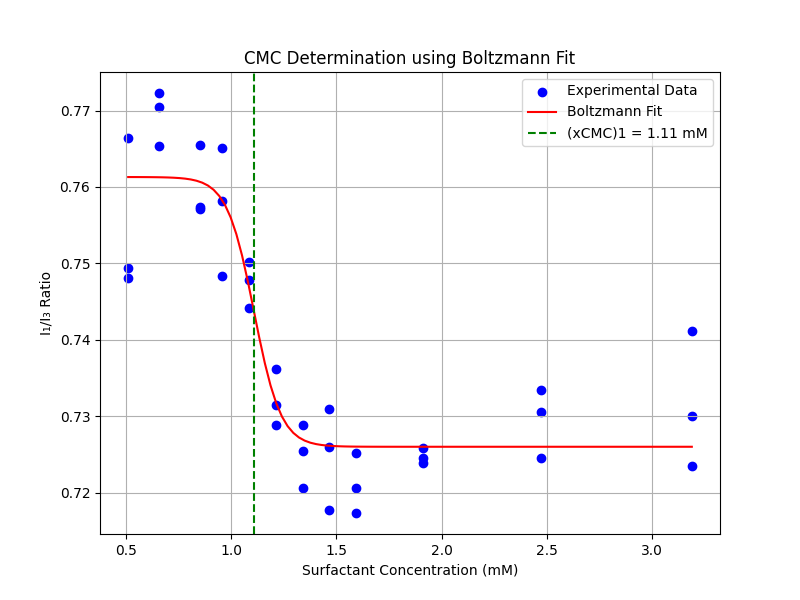 CMC Determination using Boltzmann Fit
Experimental Data
Boltzmann Fit
(xCMC)1 = 1.11 mM
I₁/I₃ Ratio
0.77
0.76
0.75
0.74
0.73
0.72
0.5 1.0 1.5 2.0 2.5 3.0
Surfactant Concentration (mM)